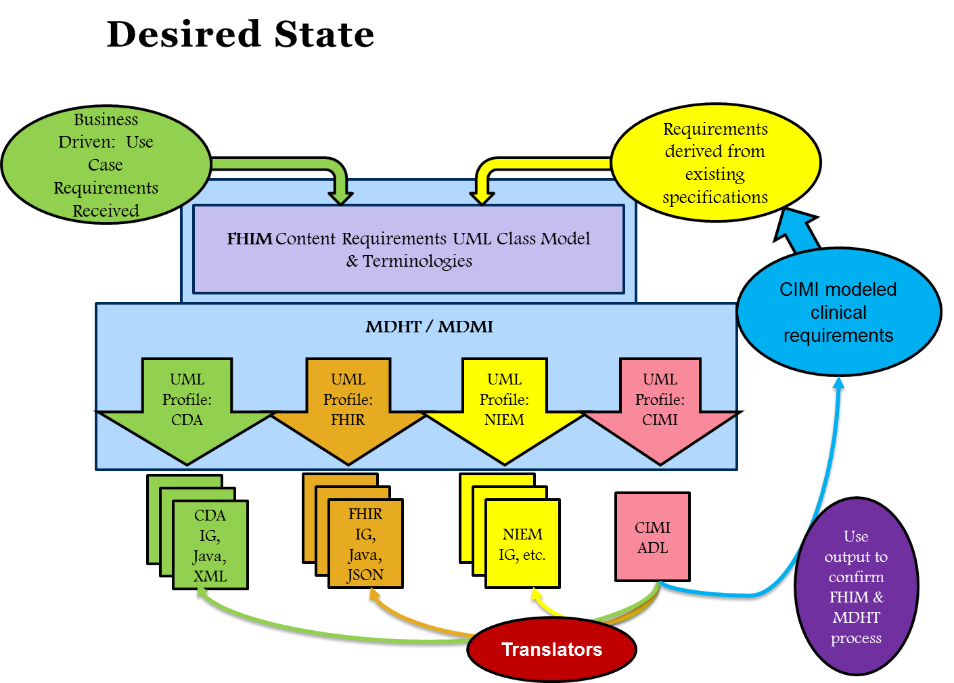 Desired State
Business
Driven:  Use
Case
Requirements
Received
Requirements
derived from
existing
specifications
FHIM Content Requirements UML Class Model
& Terminologies
CIMI modeled
clinical
requirements
MDHT / MDMI
UML
Profile:
CDA
UML
Profile:
FHIR
UML
Profile:
NIEM
UML
Profile:
CIMI
CDA
IG,
Java,
XML
FHIR
IG,
Java,
JSON
NIEM
IG, etc.
CIMI
ADL
Use
output to
confirm
FHIM &
MDHT
process
Translators